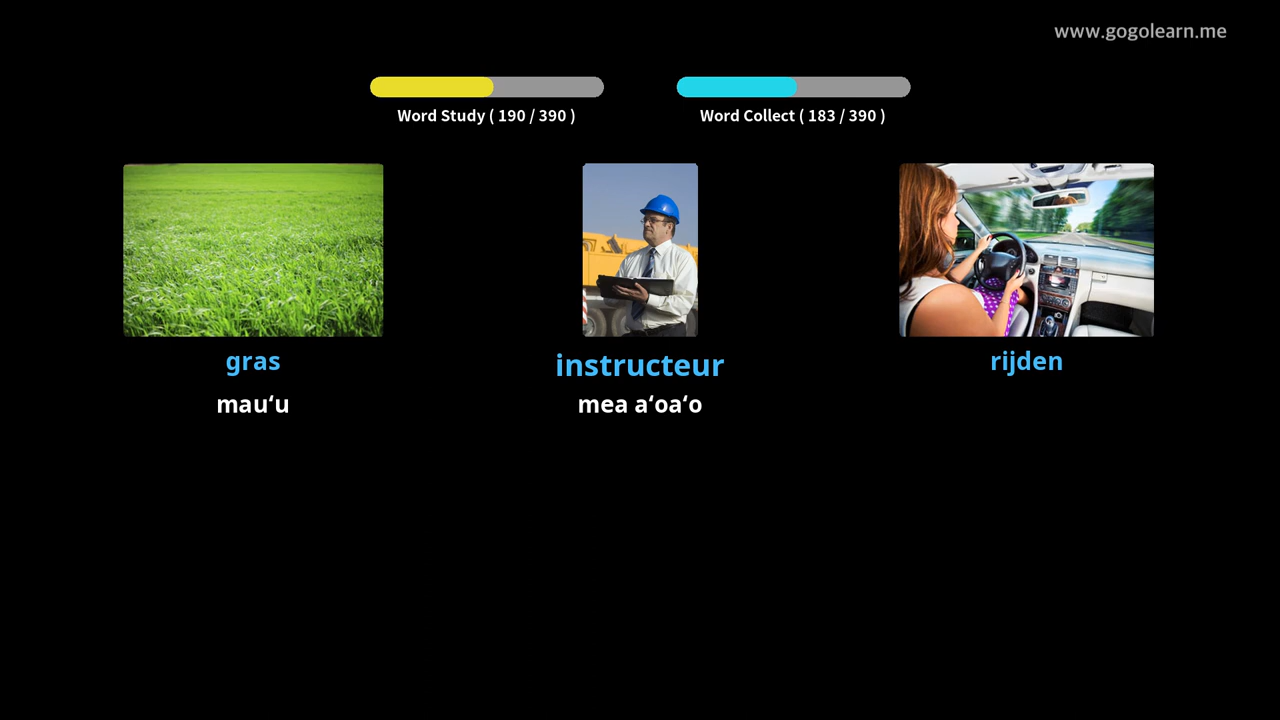 www.gogolearn.me
Word Study ( 190 / 390 )
Word Collect ( 183 / 390 )
gras
instructeur
rijden
mauʻu
mea aʻoaʻo